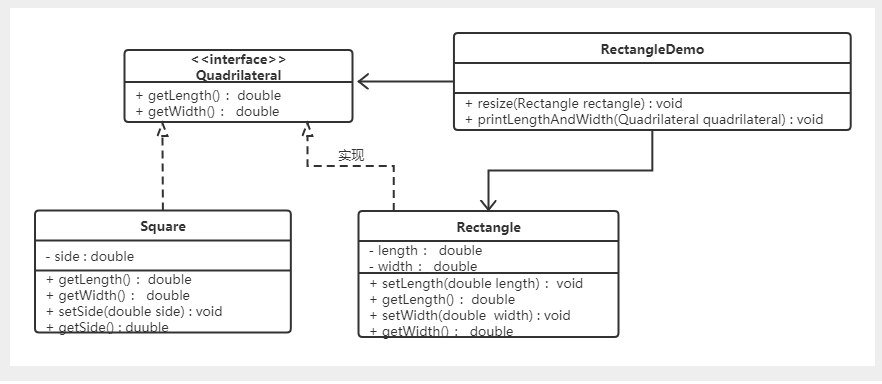 <<interface>>
Quadrilateral
+ getLength() : double
+ getWidth() : double
RectangleDemo
+ resize(Rectangle rectangle) : void
+ printLengthAndWidth(Quadrilateral quadrilateral) : void
实现
Square
- side : double
+ getLength() : double
+ getWidth() : double
+ setSide(double side) : void
+ getSide() : duuble
Rectangle
- length : double
- width : double
+ setLength(double length) : void
+ getLength() : double
+ setWidth(double width) : void
+ getWidth() : double